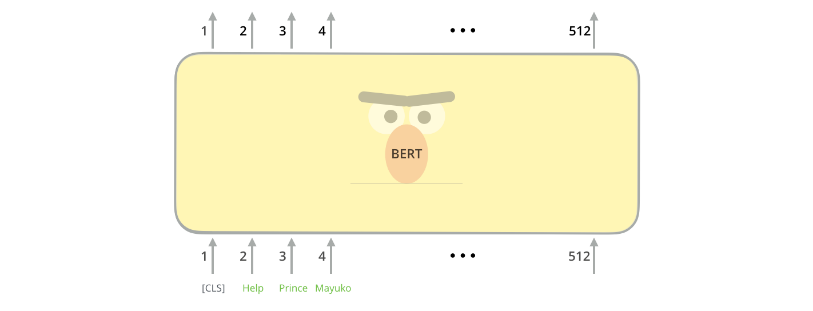 1 2 3 4 ••• 512
BERT
1 2 3 4 ••• 512
[CLS] Help Prince Mayuko